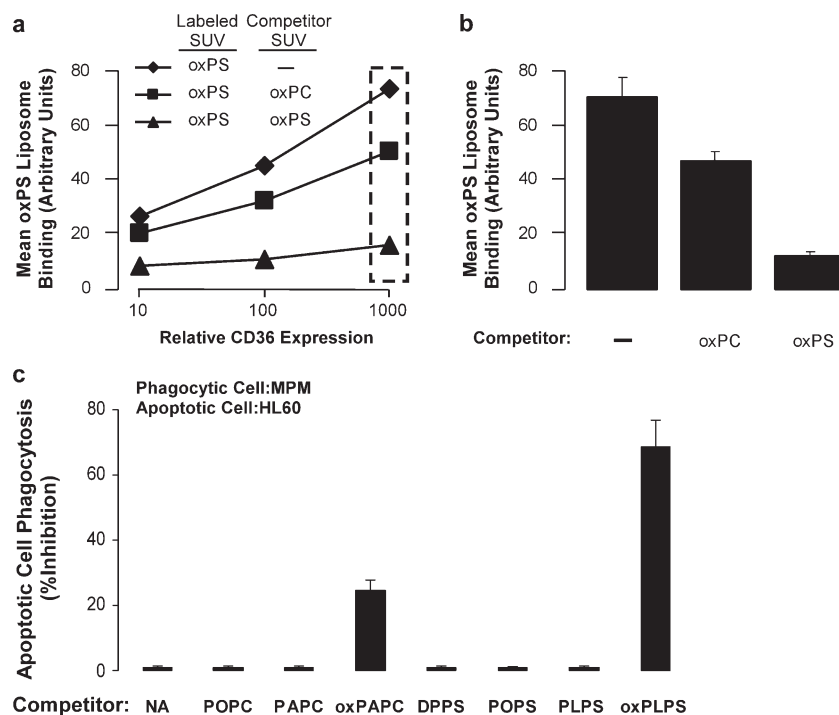 a
Labeled Competitor
SUV SUV
oxPS —
oxPS oxPC
oxPS oxPS
Mean oxPS Liposome
Binding (Arbitrary Units)
80
60
40
20
0
10 100 1000
Relative CD36 Expression
b
Mean oxPS Liposome
Binding (Arbitrary Units)
80
60
40
20
0
Competitor: — oxPC oxPS
c
Phagocytic Cell:MPM
Apoptotic Cell:HL60
Apoptotic Cell Phagocytosis
(%Inhibition)
80
60
40
20
0
Competitor: NA POPC PAPC oxPAPC DPPS POPS PLPS oxPLPS